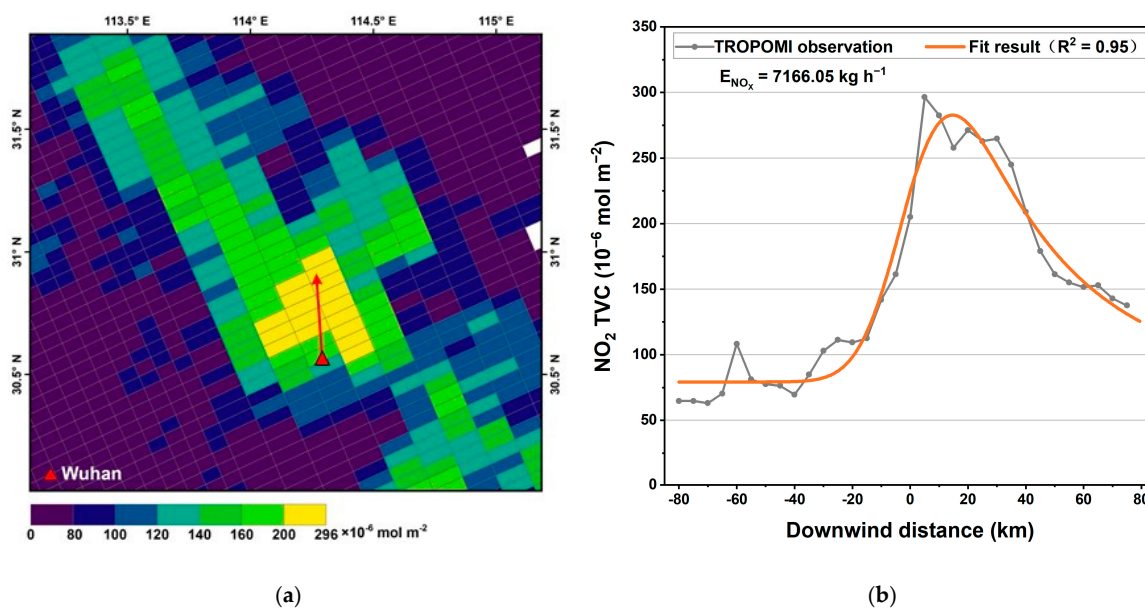 113.5° E 114° E 114.5° E 115° E
31.5° N
31° N
30.5° N
31.5° N
31° N
30.5° N
Wuhan
0 80 100 120 140 160 200 296 ×10⁻⁶ mol m⁻²
(a)
TROPOMI observation Fit result（R² = 0.95）
E_NOₓ = 7166.05 kg h⁻¹
NO₂ TVC (10⁻⁶ mol m⁻²)
350
300
250
200
150
100
50
0
-80 -60 -40 -20 0 20 40 60 80
Downwind distance (km)
(b)